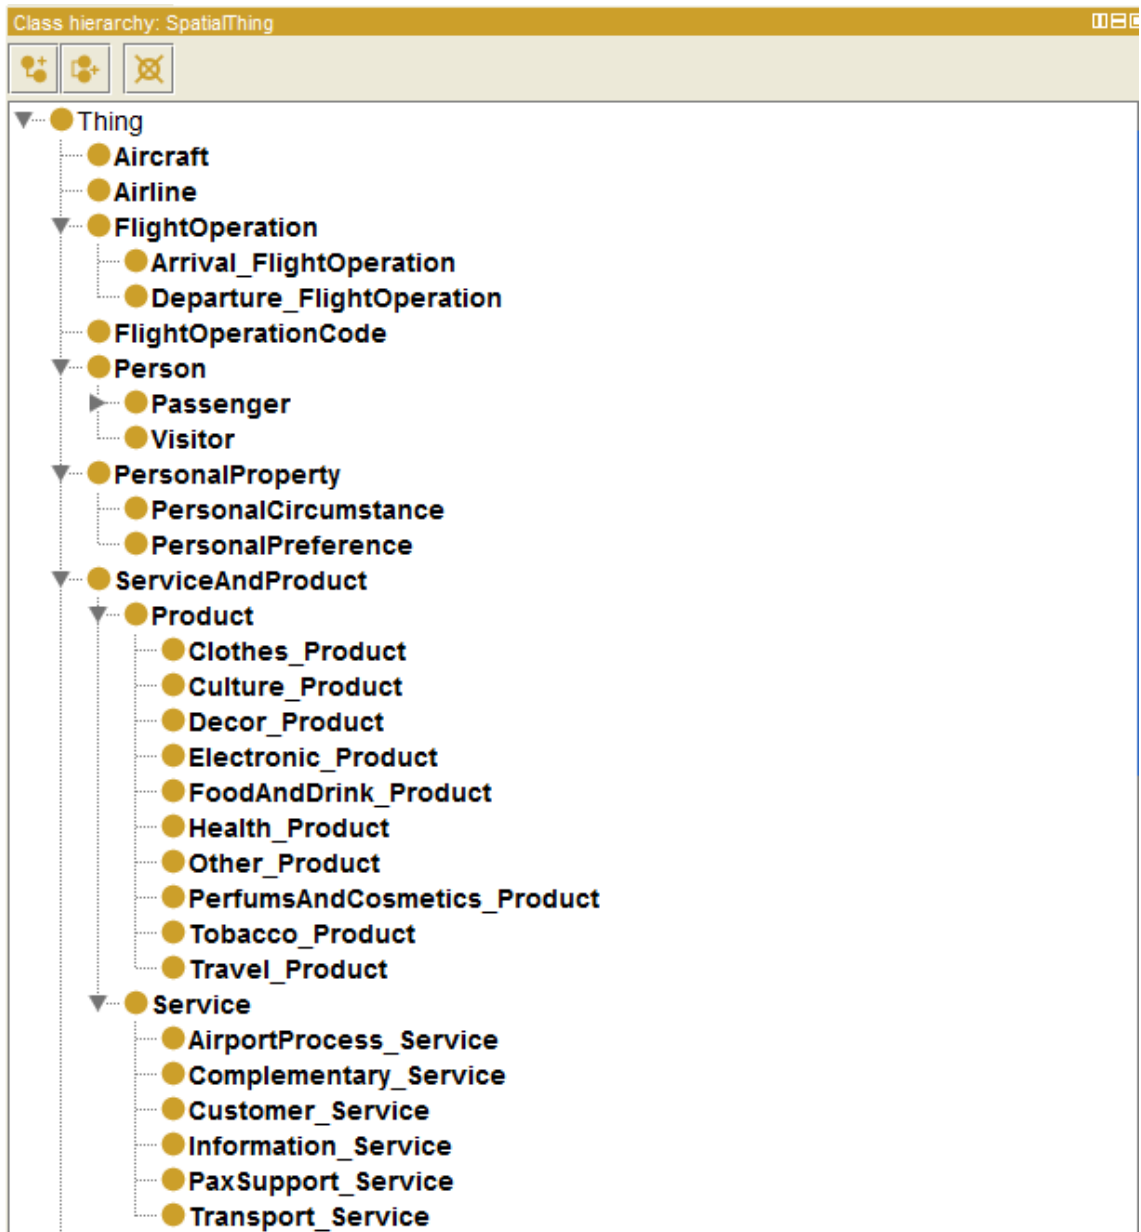 Class hierarchy: SpatialThing
Thing
Aircraft
Airline
FlightOperation
Arrival_FlightOperation
Departure_FlightOperation
FlightOperationCode
Person
Passenger
Visitor
PersonalProperty
PersonalCircumstance
PersonalPreference
ServiceAndProduct
Product
Clothes_Product
Culture_Product
Decor_Product
Electronic_Product
FoodAndDrink_Product
Health_Product
Other_Product
PerfumsAndCosmetics_Product
Tobacco_Product
Travel_Product
Service
AirportProcess_Service
Complementary_Service
Customer_Service
Information_Service
PaxSupport_Service
Transport_Service